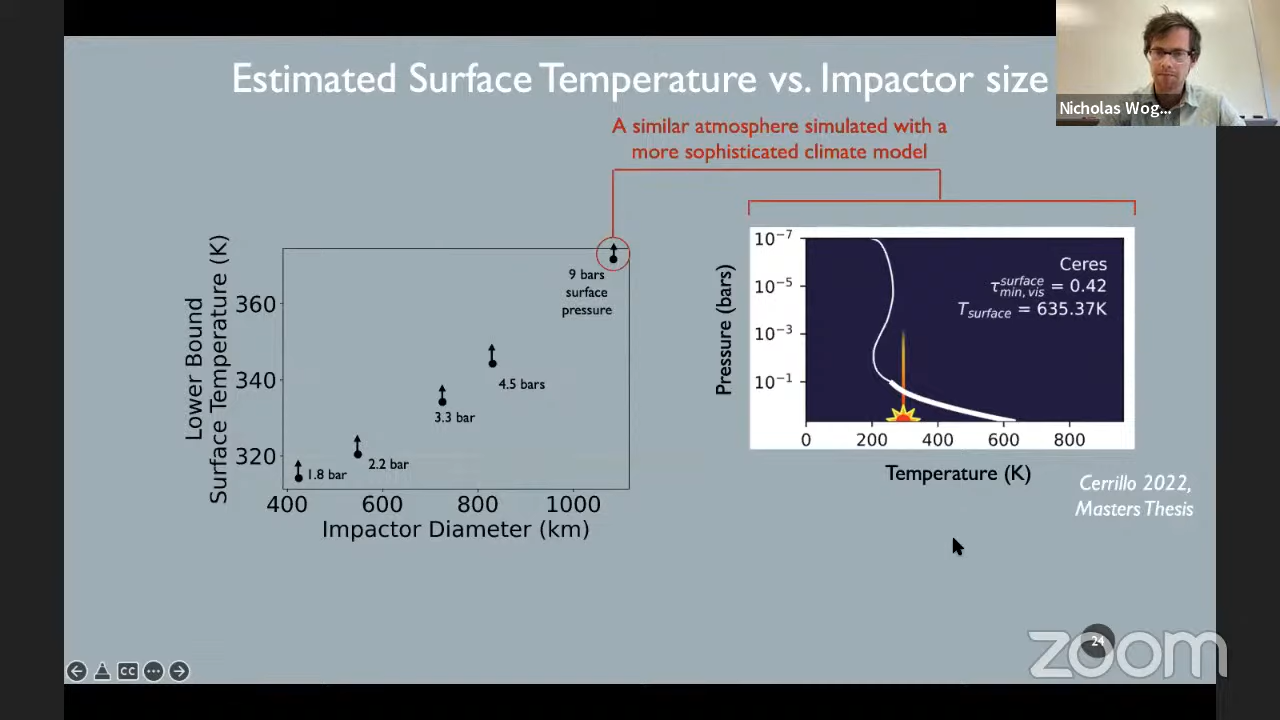 Estimated Surface Temperature vs. Impactor size
Nicholas Wog...
A similar atmosphere simulated with a
more sophisticated climate model
Lower Bound
Surface Temperature (K)
360
340
320
9 bars
surface
pressure
4.5 bars
3.3 bar
2.2 bar
1.8 bar
400 600 800 1000
Impactor Diameter (km)
Pressure (bars)
10⁻⁷
10⁻⁵
10⁻³
10⁻¹
Ceres
τ^{surface}_{min,vis} = 0.42
T_{surface} = 635.37K
0 200 400 600 800
Temperature (K)
Cerrillo 2022,
Masters Thesis
24
zoom
CC